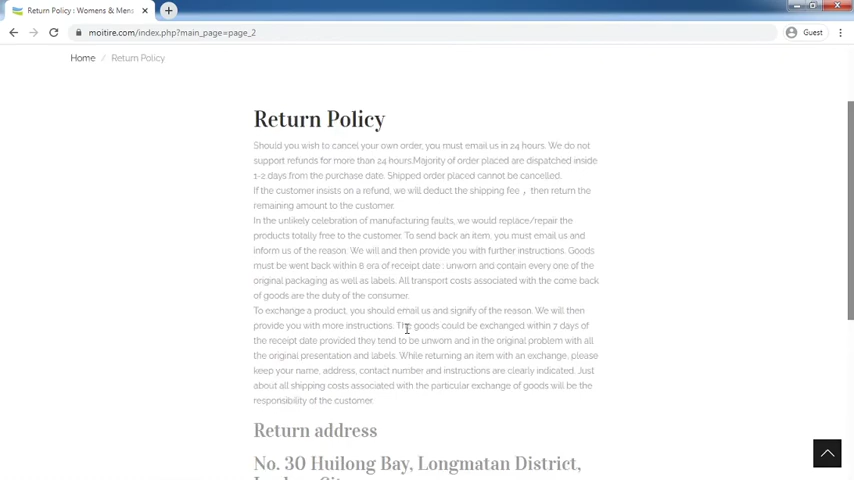 Return Policy : Womens & Mens
moitire.com/index.php?main_page=page_2
Guest
Home / Return Policy
Return Policy
Should you wish to cancel your own order, you must email us in 24 hours. We do not
support refunds for more than 24 hours.Majority of order placed are dispatched inside
1-2 days from the purchase date. Shipped order placed cannot be cancelled.
If the customer insists on a refund, we will deduct the shipping fee，then return the
remaining amount to the customer.
In the unlikely celebration of manufacturing faults, we would replace/repair the
products totally free to the customer. To send back an item, you must email us and
inform us of the reason. We will and then provide you with further instructions. Goods
must be went back within 8 era of receipt date : unworn and contain every one of the
original packaging as well as labels. All transport costs associated with the come back
of goods are the duty of the consumer.
To exchange a product, you should email us and signify of the reason. We will then
provide you with more instructions. The goods could be exchanged within 7 days of
the receipt date provided they tend to be unworn and in the original problem with all
the original presentation and labels. While returning an item with an exchange, please
keep your name, address, contact number and instructions are clearly indicated. Just
about all shipping costs associated with the particular exchange of goods will be the
responsibility of the customer.
Return address
No. 30 Huilong Bay, Longmatan District,